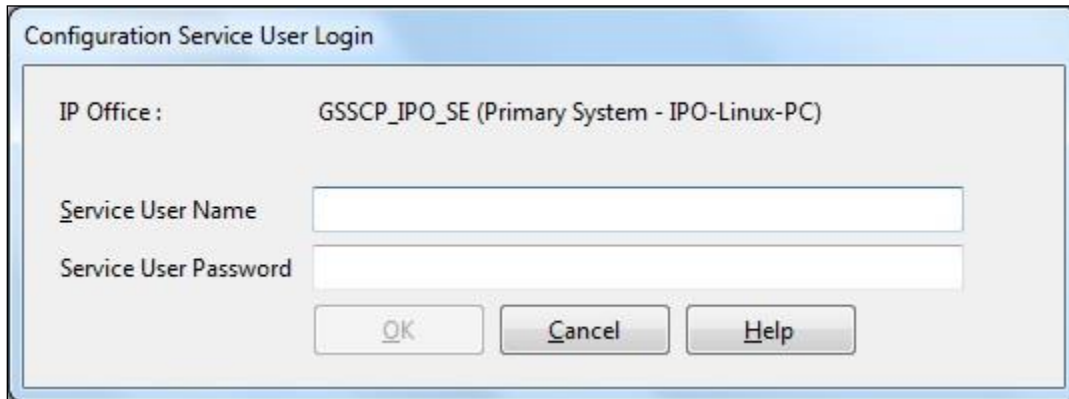 Configuration Service User Login
IP Office : GSSCP_IPO_SE (Primary System - IPO-Linux-PC)
Service User Name
Service User Password
OK Cancel Help